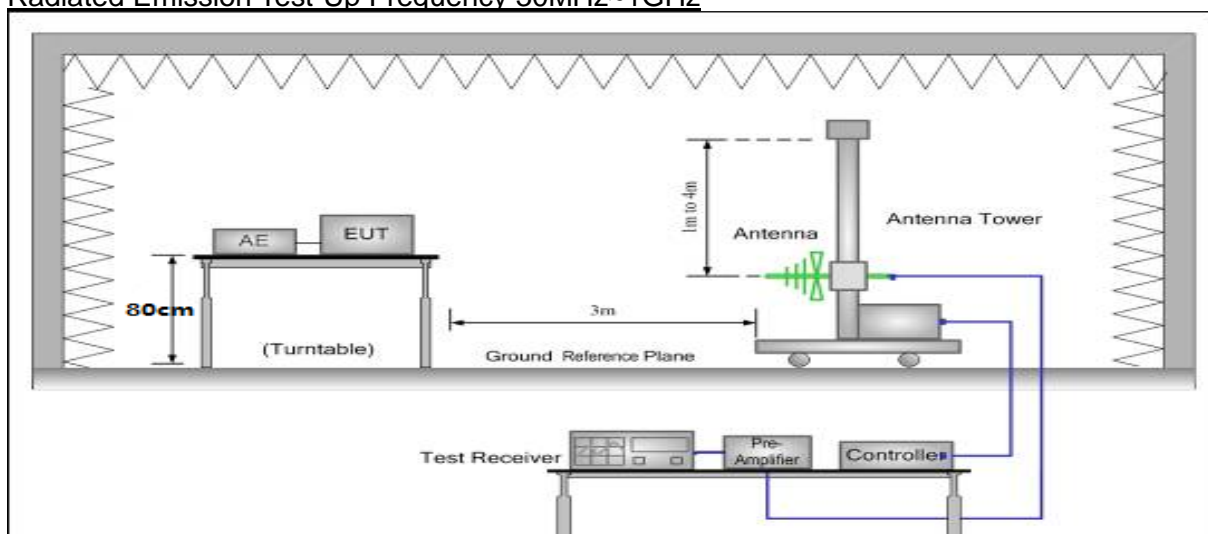 Radiated Emission Test-Up Frequency 30MHz~1GHz
AE
EUT
80cm
(Turntable)
3m
Ground Reference Plane
1m to 4m
Antenna
Antenna Tower
Test Receiver
Pre-
Amplifier
Controller